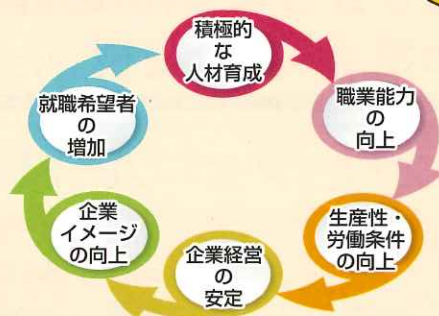 積極的
な
人材育成
職業能力
の
向上
生産性・
労働条件
の向上
企業経営
の
安定
企業
イメージ
の向上
就職希望者
の
増加